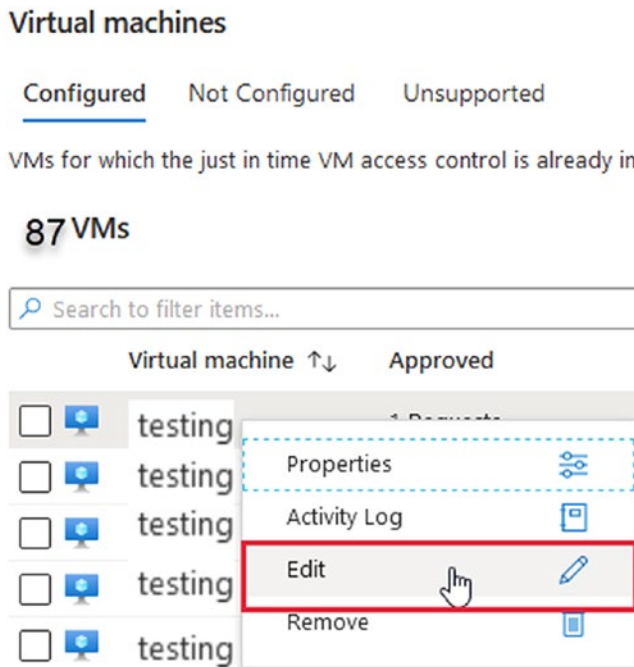 Virtual machines
Configured Not Configured Unsupported
VMs for which the just in time VM access control is already in
87 VMs
Search to filter items...
Virtual machine ↑↓ Approved
testing 1 Requests
testing Properties
testing Activity Log
testing Edit
testing Remove